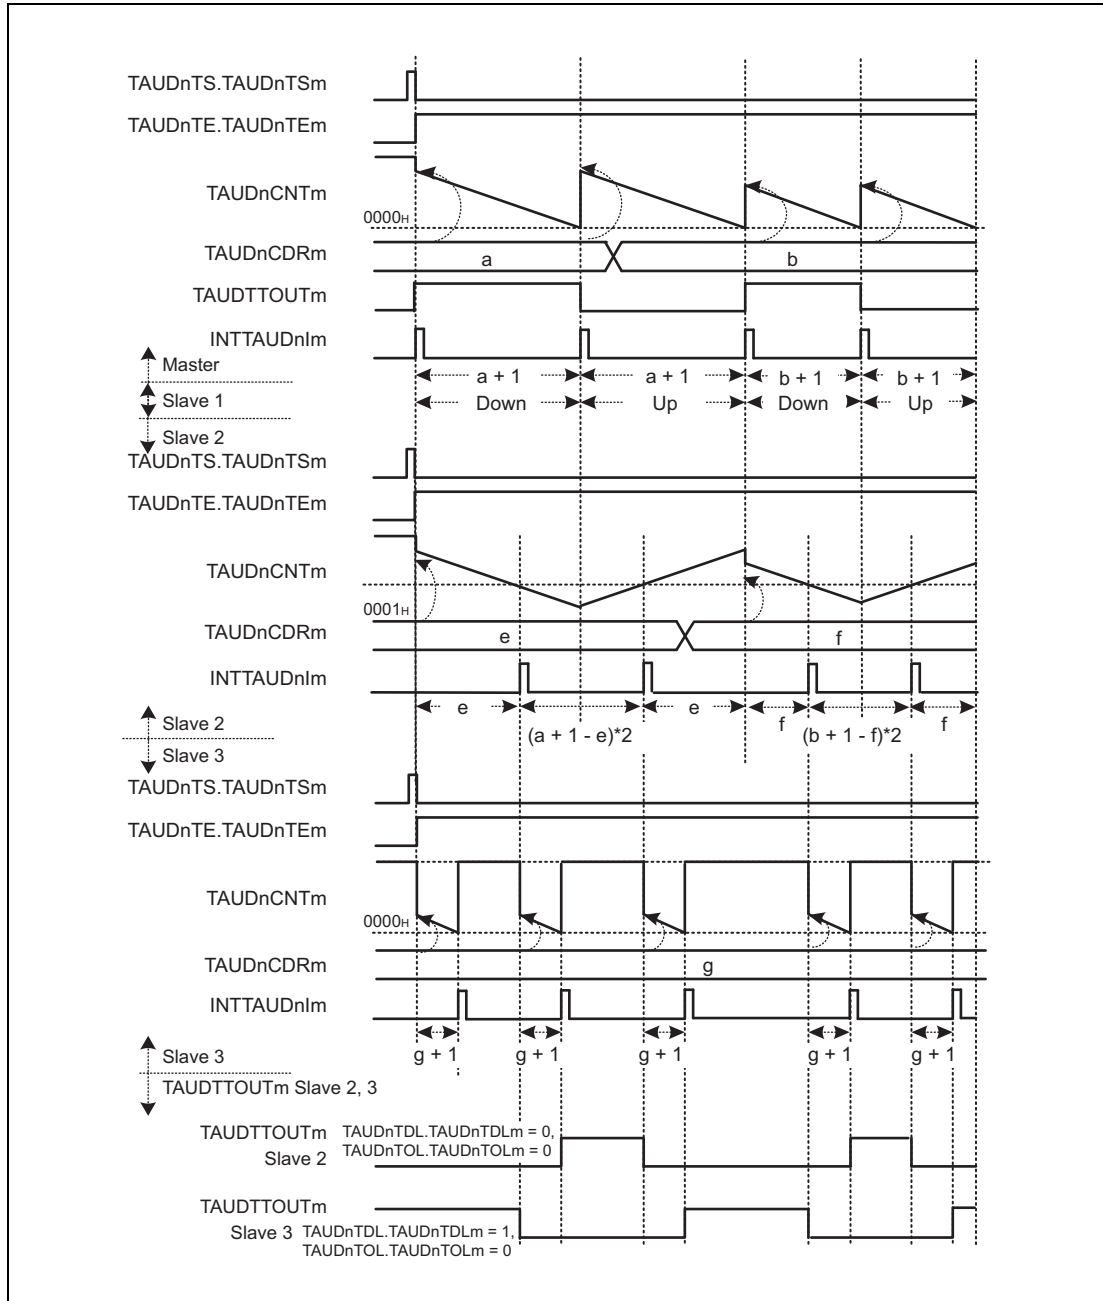 TAUDnTS.TAUDnTSm
TAUDnTE.TAUDnTEm
TAUDnCNTm
0000H
TAUDnCDRm
a
b
TAUDTTOUTm
INTTAUDnIm
Master
a + 1
a + 1
b + 1
b + 1
Slave 1
Down
Up
Down
Up
Slave 2
TAUDnTS.TAUDnTSm
TAUDnTE.TAUDnTEm
TAUDnCNTm
0001H
TAUDnCDRm
e
f
INTTAUDnIm
e
e
f
f
Slave 2
(a + 1 - e)*2
(b + 1 - f)*2
Slave 3
TAUDnTS.TAUDnTSm
TAUDnTE.TAUDnTEm
TAUDnCNTm
0000H
TAUDnCDRm
g
INTTAUDnIm
Slave 3
g + 1
g + 1
g + 1
g + 1
g + 1
TAUDTTOUTm Slave 2, 3
TAUDTTOUTm
Slave 2
TAUDnTDL.TAUDnTDLm = 0,
TAUDnTOL.TAUDnTOLm = 0
TAUDTTOUTm
Slave 3
TAUDnTDL.TAUDnTDLm = 1,
TAUDnTOL.TAUDnTOLm = 0